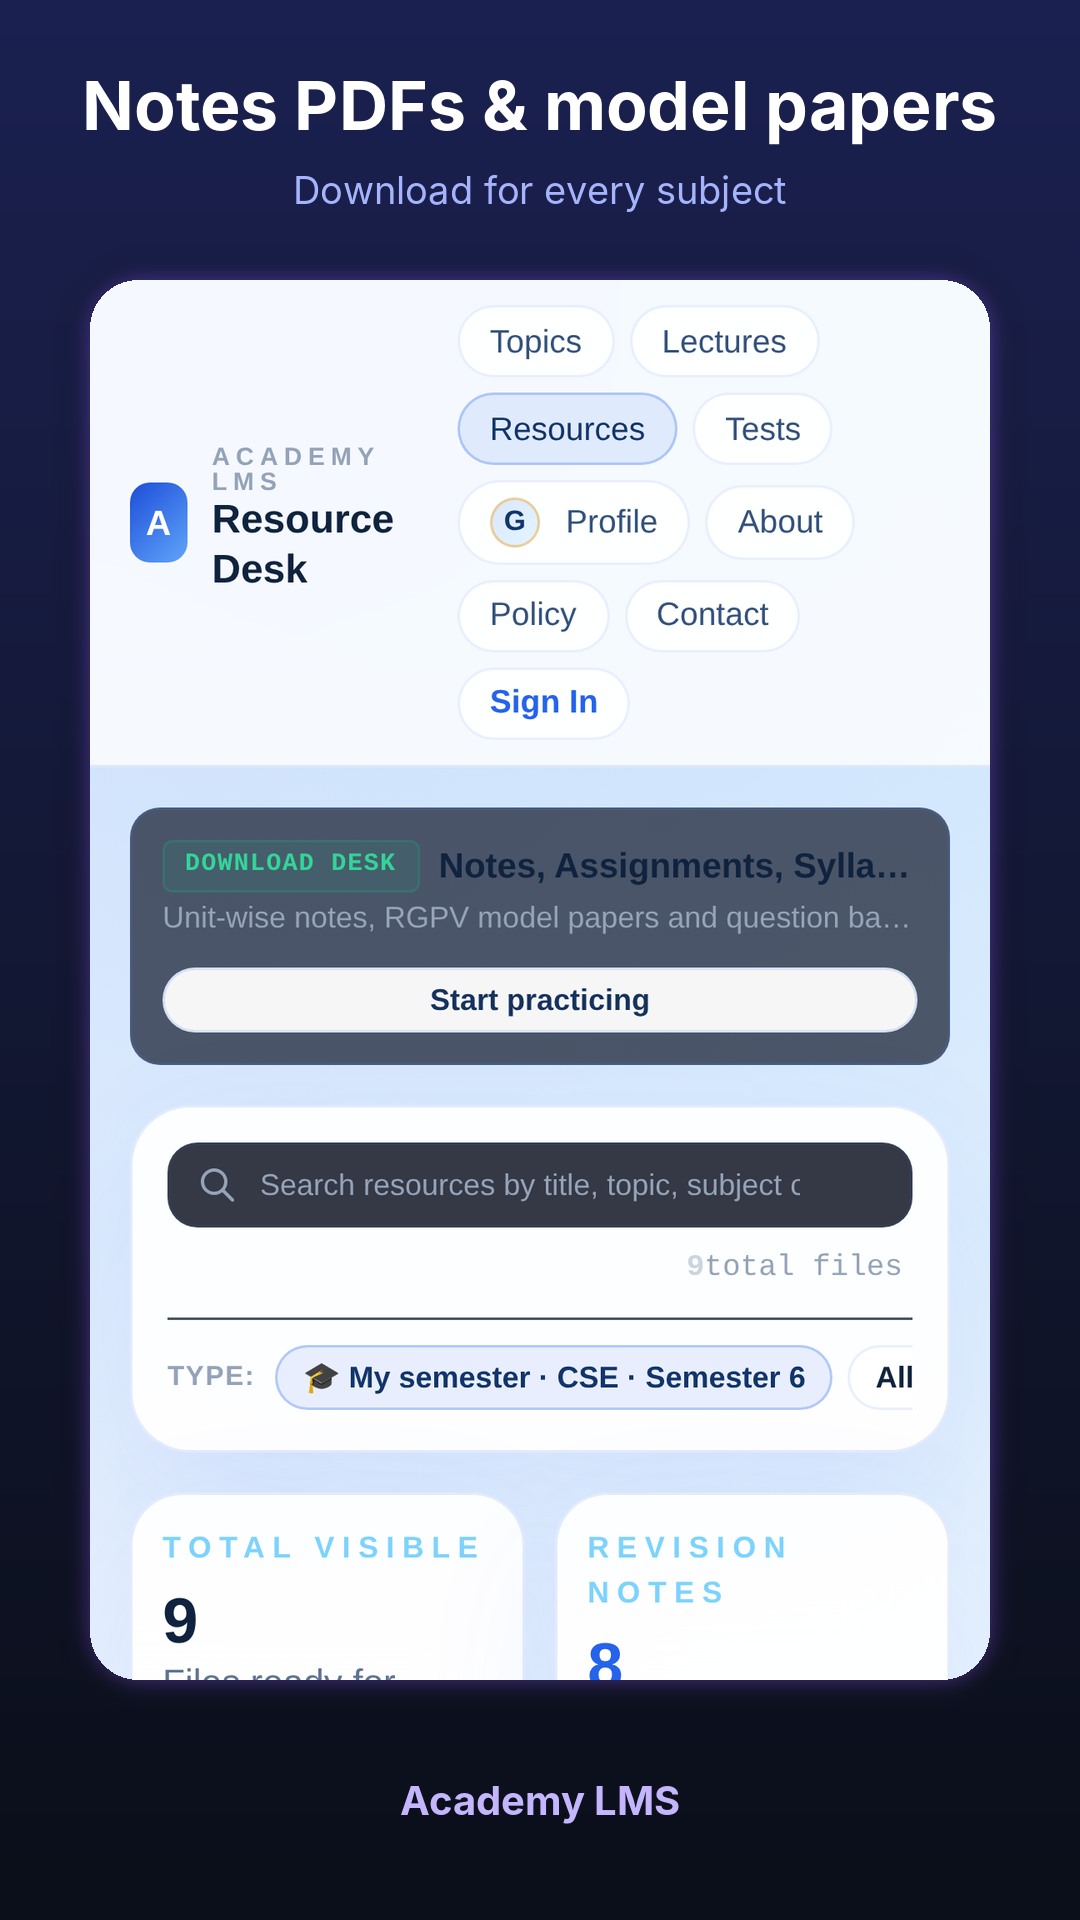 Notes PDFs & model papers
Download for every subject
Topics
Lectures
Resources
Tests
G
Profile
About
Policy
Contact
Sign In
A
ACADEMY
LMS
Resource
Desk
DOWNLOAD DESK
Notes, Assignments, Sylla...
Unit-wise notes, RGPV model papers and question ba...
Start practicing
Search resources by title, topic, subject
9total files
TYPE:
🎓 My semester · CSE · Semester 6
All
TOTAL VISIBLE
9
Files ready for
REVISION
NOTES
8
Academy LMS